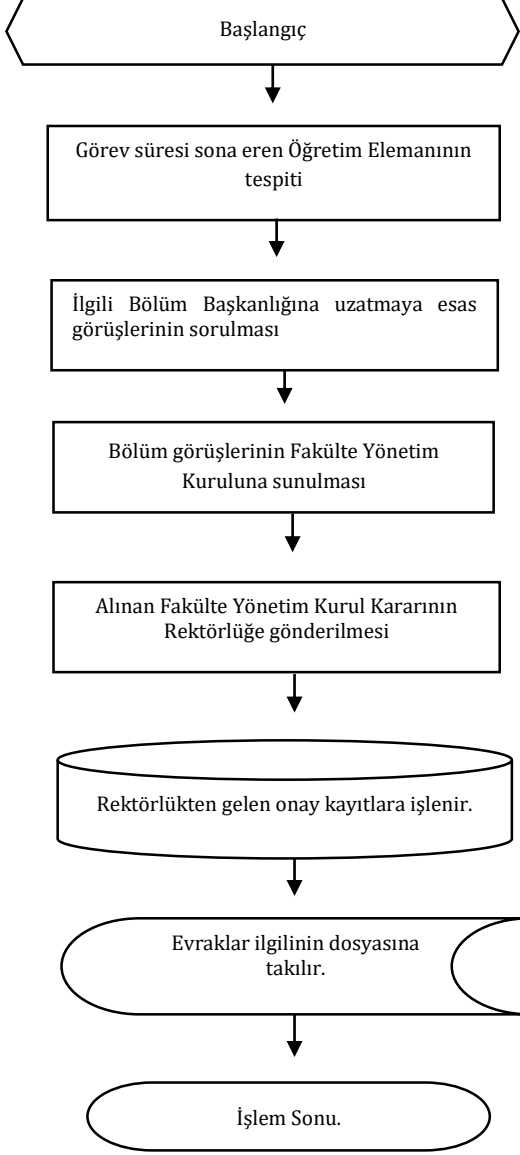 Başlangıç
Görev süresi sona eren Öğretim Elemanının
tespiti
İlgili Bölüm Başkanlığına uzatmaya esas
görüşlerinin sorulması
Bölüm görüşlerinin Fakülte Yönetim
Kuruluna sunulması
Alınan Fakülte Yönetim Kurul Kararının
Rektörlüğe gönderilmesi
Rektörlükten gelen onay kayıtlara işlenir.
Evraklar ilgilinin dosyasına
takılır.
İşlem Sonu.